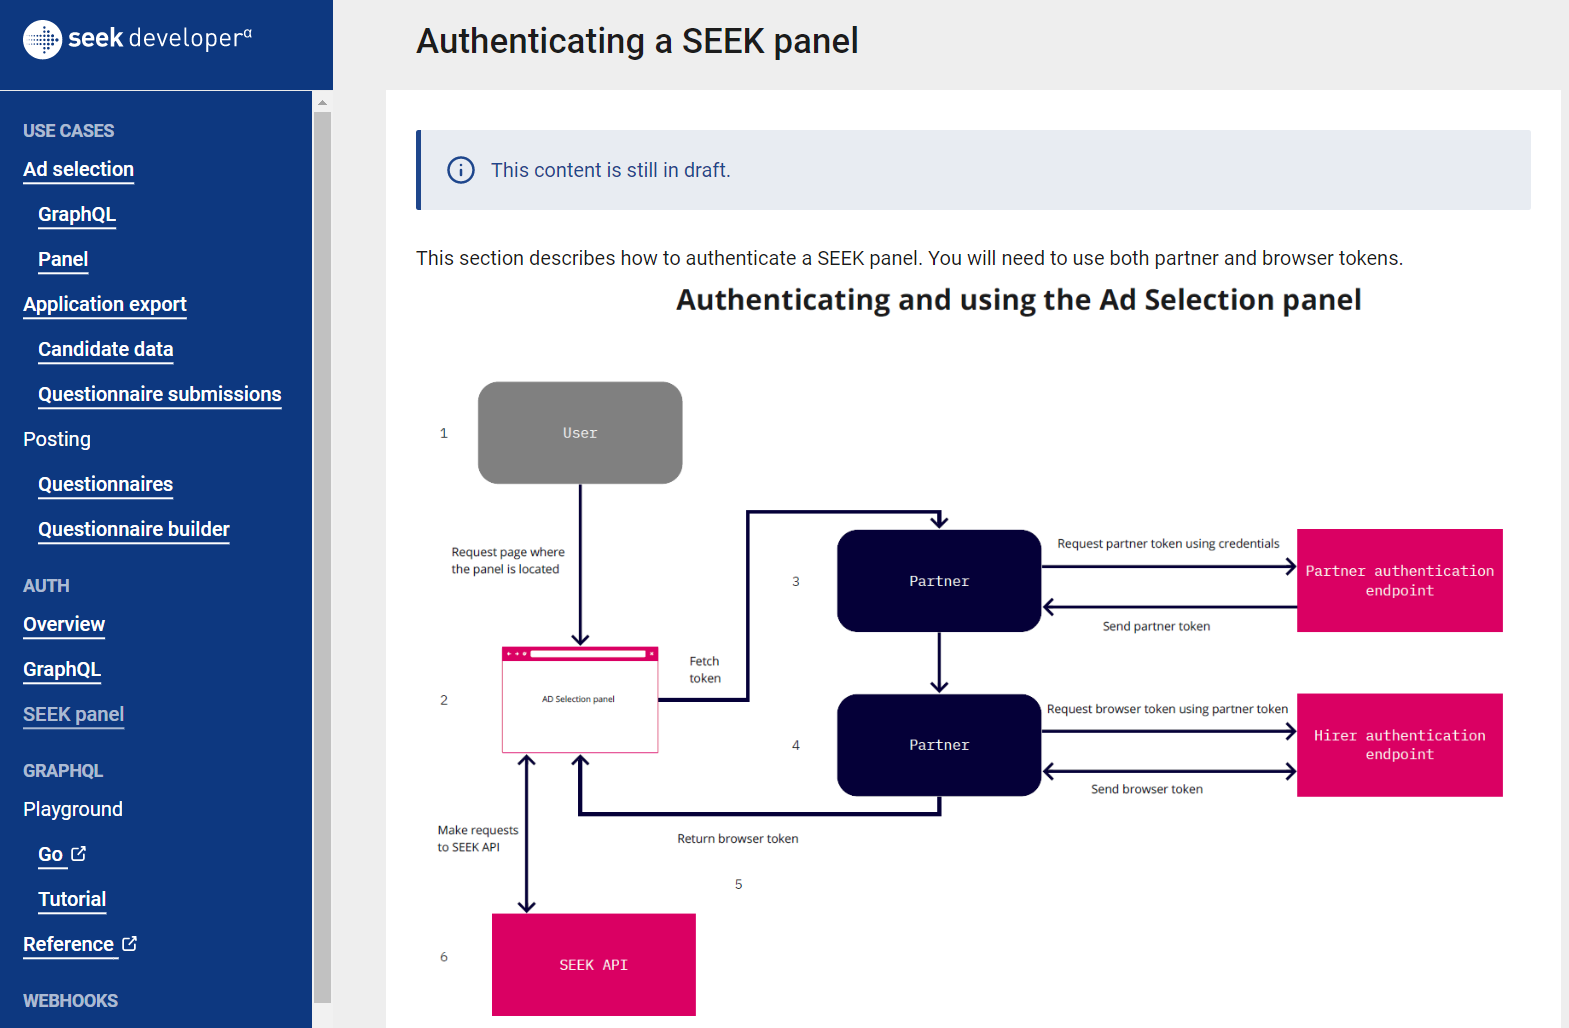 seek developerα
USE CASES
Ad selection
GraphQL
Panel
Application export
Candidate data
Questionnaire submissions
Posting
Questionnaires
Questionnaire builder
AUTH
Overview
GraphQL
SEEK panel
GRAPHQL
Playground
Go
Tutorial
Reference
WEBHOOKS
Authenticating a SEEK panel
This content is still in draft.
This section describes how to authenticate a SEEK panel. You will need to use both partner and browser tokens.
Authenticating and using the Ad Selection panel
1
User
Request page where
the panel is located
2
AD Selection panel
Fetch
token
3
Partner
Request partner token using credentials
Send partner token
Partner authentication
endpoint
4
Partner
Request browser token using partner token
Send browser token
Hirer authentication
endpoint
Return browser token
5
Make requests
to SEEK API
6
SEEK API